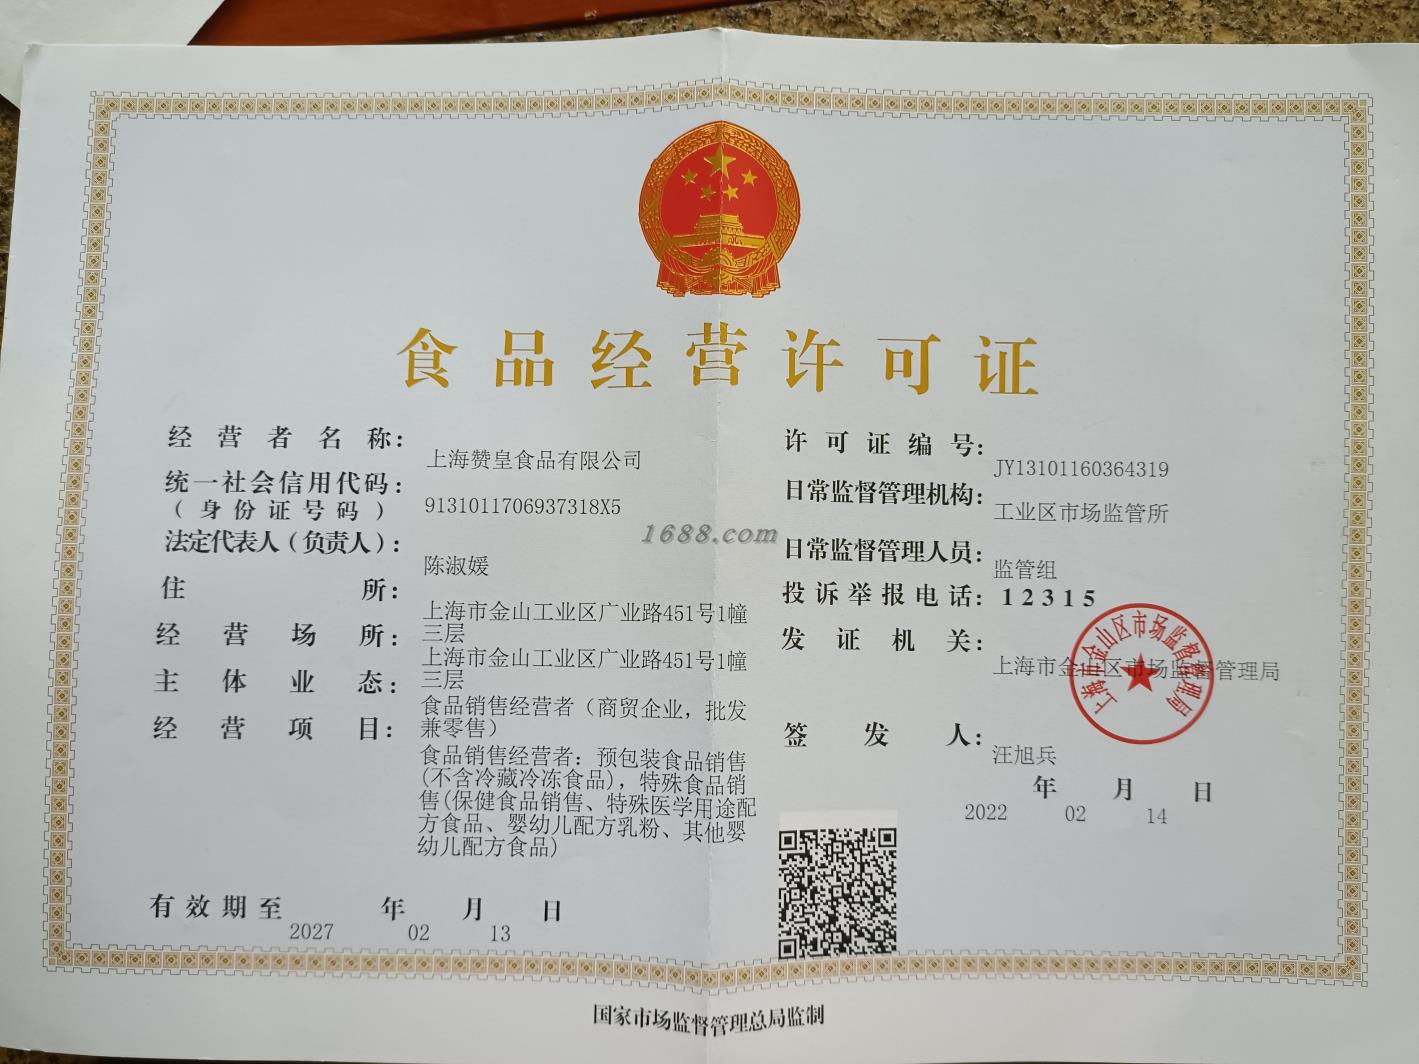 食品经营许可证
经营者名称：
上海赞皇食品有限公司
统一社会信用代码：
（身份证号码）
9131011706937318X5
法定代表人（负责人）：
陈淑媛
住所：
上海市金山工业区广业路451号1幢
三层
经营场所：
上海市金山工业区广业路451号1幢
三层
主体业态：
食品销售经营者（商贸企业，批发
兼零售）
经营项目：
食品销售经营者：预包装食品销售
(不含冷藏冷冻食品)，特殊食品销
售(保健食品销售、特殊医学用途配
方食品、婴幼儿配方乳粉、其他婴
幼儿配方食品)
有效期至 年 月 日
2027 02 13
许可证编号：
JY13101160364319
日常监督管理机构：
工业区市场监管所
日常监督管理人员：
监管组
投诉举报电话：12315
发证机关：
上海市金山区市场监督管理局
上海市金山区市场监督管理局
签发人：
汪旭兵
年 月 日
2022 02 14
国家市场监督管理总局监制
1688.com